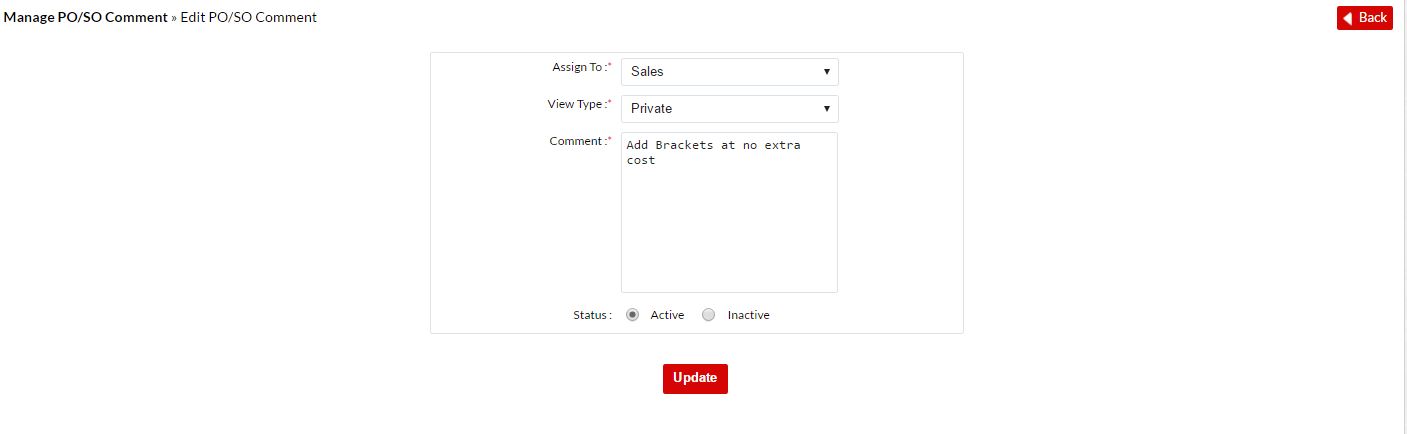 Manage PO/SO Comment » Edit PO/SO Comment
Back
Assign To :* Sales
View Type :* Private
Comment :* Add Brackets at no extra
cost
Status : Active Inactive
Update